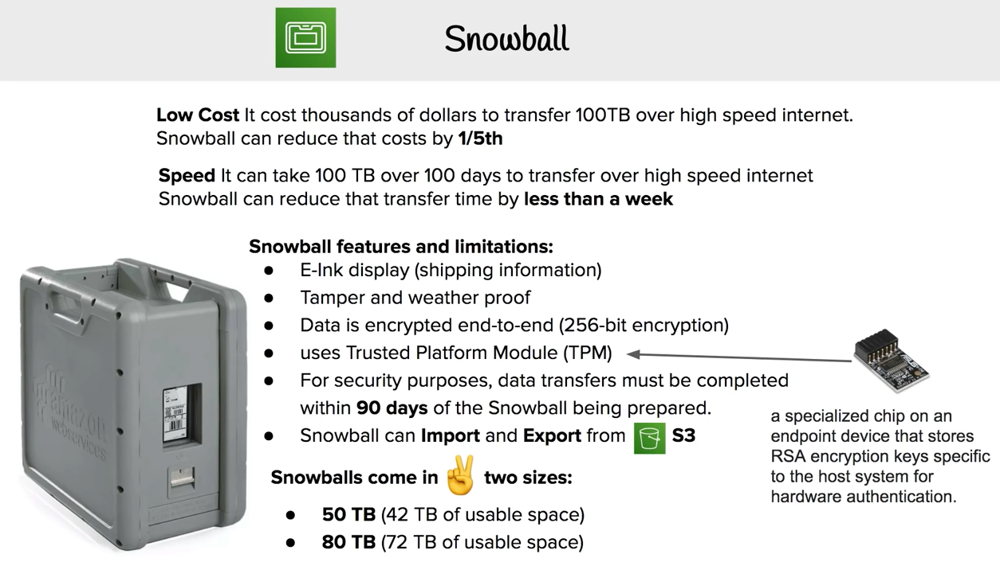 Snowball
Low Cost It cost thousands of dollars to transfer 100TB over high speed internet.
Snowball can reduce that costs by 1/5th
Speed It can take 100 TB over 100 days to transfer over high speed internet
Snowball can reduce that transfer time by less than a week
Snowball features and limitations:
● E-Ink display (shipping information)
● Tamper and weather proof
● Data is encrypted end-to-end (256-bit encryption)
● uses Trusted Platform Module (TPM)
● For security purposes, data transfers must be completed
within 90 days of the Snowball being prepared.
● Snowball can Import and Export from S3
Snowballs come in ✌️ two sizes:
● 50 TB (42 TB of usable space)
● 80 TB (72 TB of usable space)
a specialized chip on an
endpoint device that stores
RSA encryption keys specific
to the host system for
hardware authentication.
amazon
webservices